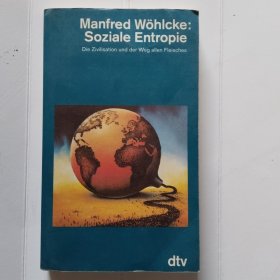 Manfred Wöhlcke:
Soziale Entropie
Die Zivilisation und der Weg allen Fleisches
dtv